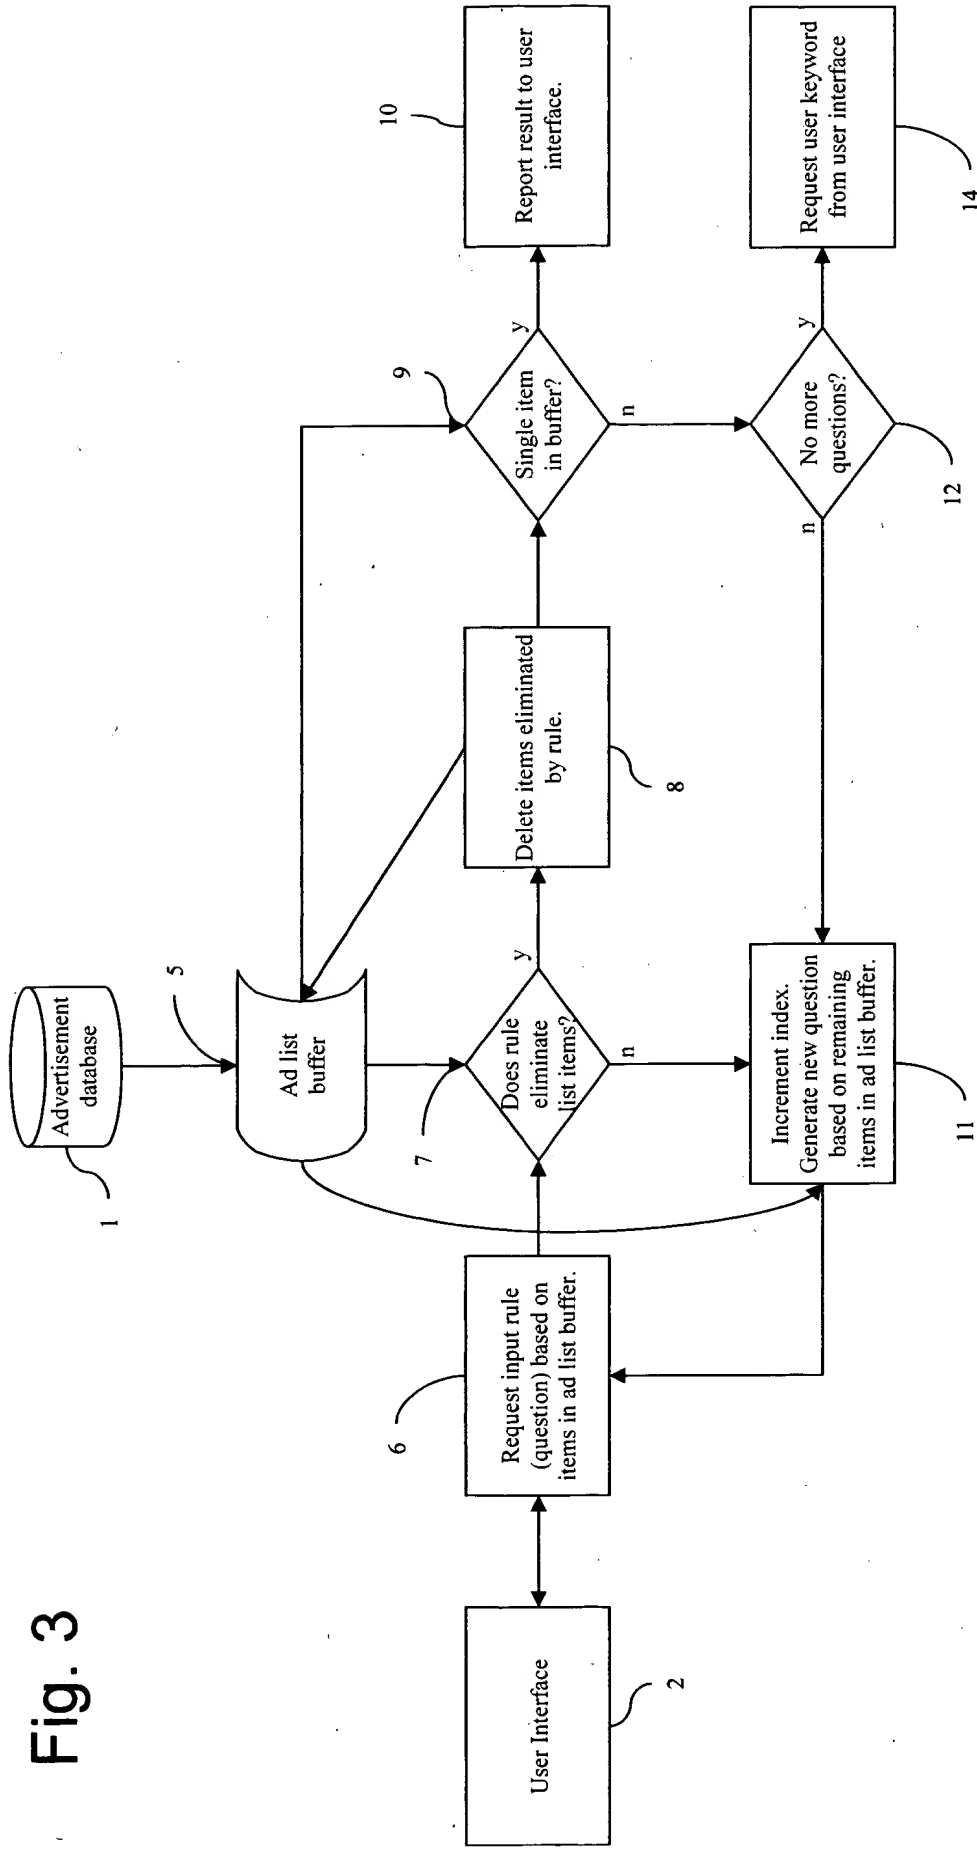 Fig. 3
Advertisement
database
1
5
Ad list
buffer
User Interface
2
Request input rule
(question) based on
items in ad list buffer.
6
Does rule
eliminate
list items?
7
y
n
Delete items eliminated
by rule.
8
Single item
in buffer?
9
y
n
Report result to user
interface.
10
Increment index.
Generate new question
based on remaining
items in ad list buffer.
11
No more
questions?
12
n
y
Request user keyword
from user interface
14